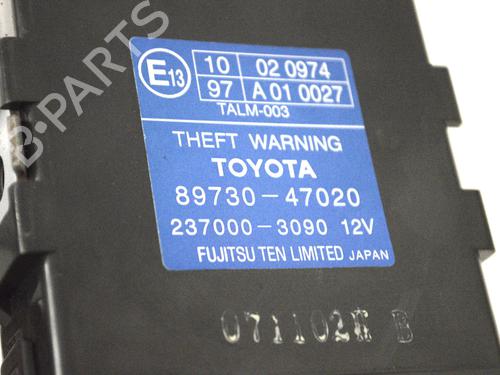 E13
10 02 0974
97 A 01 0027
TALM-003
THEFT WARNING
TOYOTA
89730-47020
237000-3090 12V
FUJITSU TEN LIMITED JAPAN
B-PARTS